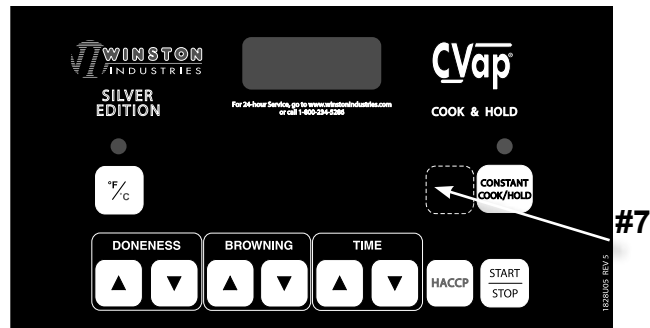 WINSTON
INDUSTRIES
SILVER
EDITION
For 24-hour Service, go to www.winstonindustries.com
or call 1-800-234-5286
CVap®
COOK & HOLD
°F/°C
CONSTANT
COOK/HOLD
#7
DONENESS
BROWNING
TIME
▲ ▼ ▲ ▼ ▲ ▼
HACCP
START
STOP
1828U05 REV 5